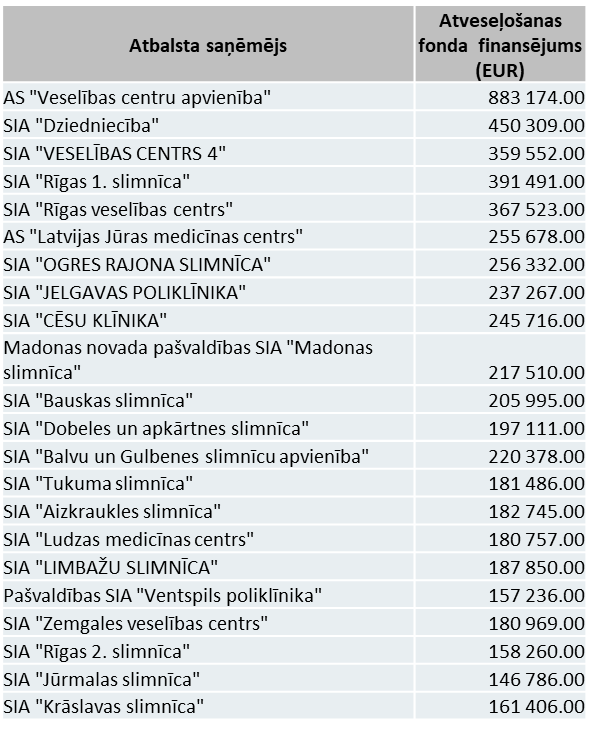 Atbalsta saņēmējs
Atveseļošanas
fonda finansējums
(EUR)
AS "Veselības centru apvienība" 883 174.00
SIA "Dziedniecība" 450 309.00
SIA "VESELĪBAS CENTRS 4" 359 552.00
SIA "Rīgas 1. slimnīca" 391 491.00
SIA "Rīgas veselības centrs" 367 523.00
AS "Latvijas Jūras medicīnas centrs" 255 678.00
SIA "OGRES RAJONA SLIMNĪCA" 256 332.00
SIA "JELGAVAS POLIKLĪNIKA" 237 267.00
SIA "CĒSU KLĪNIKA" 245 716.00
Madonas novada pašvaldības SIA "Madonas
slimnīca" 217 510.00
SIA "Bauskas slimnīca" 205 995.00
SIA "Dobeles un apkārtnes slimnīca" 197 111.00
SIA "Balvu un Gulbenes slimnīcu apvienība" 220 378.00
SIA "Tukuma slimnīca" 181 486.00
SIA "Aizkraukles slimnīca" 182 745.00
SIA "Ludzas medicīnas centrs" 180 757.00
SIA "LIMBAŽU SLIMNĪCA" 187 850.00
Pašvaldības SIA "Ventspils poliklīnika" 157 236.00
SIA "Zemgales veselības centrs" 180 969.00
SIA "Rīgas 2. slimnīca" 158 260.00
SIA "Jūrmalas slimnīca" 146 786.00
SIA "Krāslavas slimnīca" 161 406.00